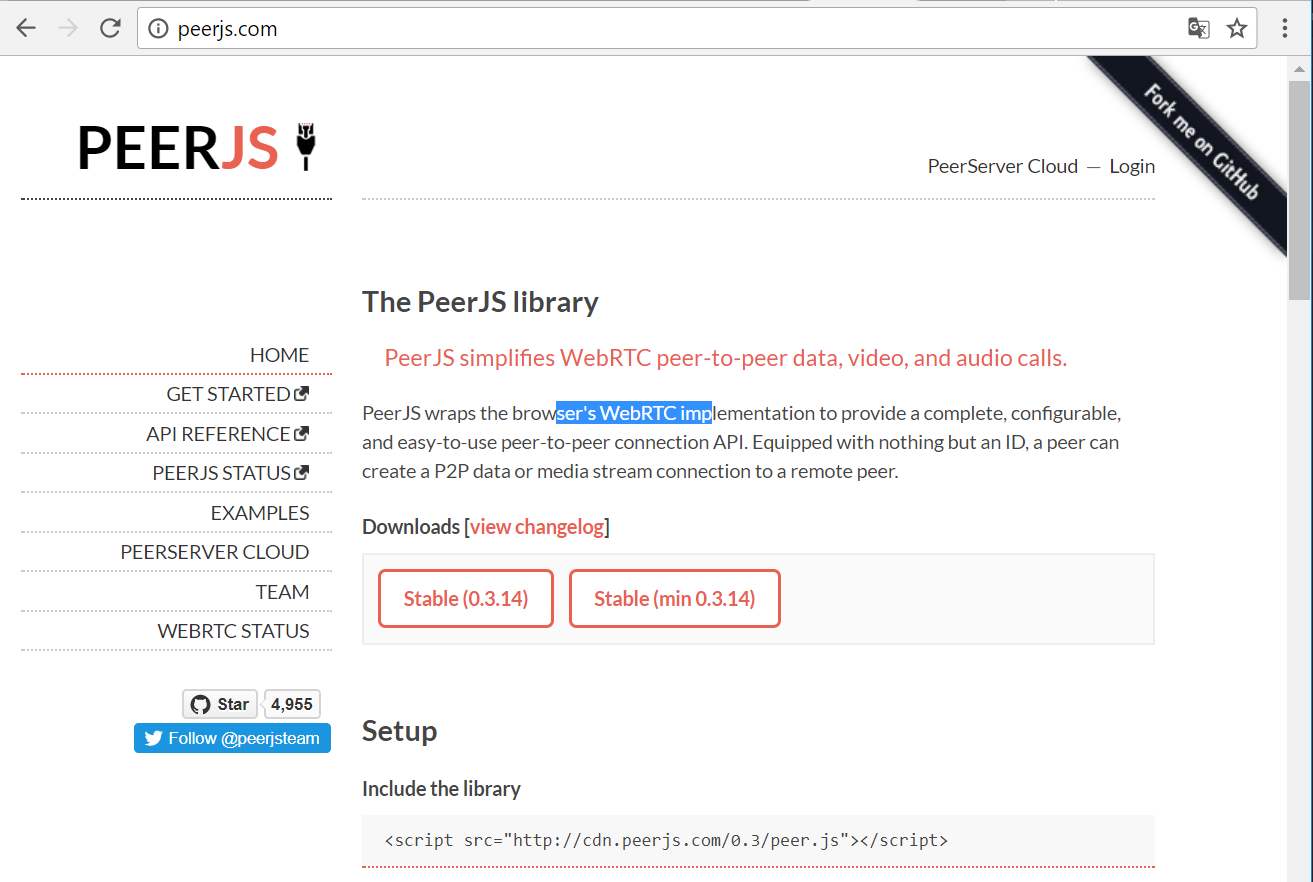 peerjs.com
Fork me on GitHub
PEERJS
PeerServer Cloud — Login
The PeerJS library
PeerJS simplifies WebRTC peer-to-peer data, video, and audio calls.
PeerJS wraps the browser's WebRTC implementation to provide a complete, configurable,
and easy-to-use peer-to-peer connection API. Equipped with nothing but an ID, a peer can
create a P2P data or media stream connection to a remote peer.
Downloads [view changelog]
Stable (0.3.14) Stable (min 0.3.14)
Setup
Include the library
<script src="http://cdn.peerjs.com/0.3/peer.js"></script>
HOME
GET STARTED
API REFERENCE
PEERJS STATUS
EXAMPLES
PEERSERVER CLOUD
TEAM
WEBRTC STATUS
Star 4,955
Follow @peerjsteam